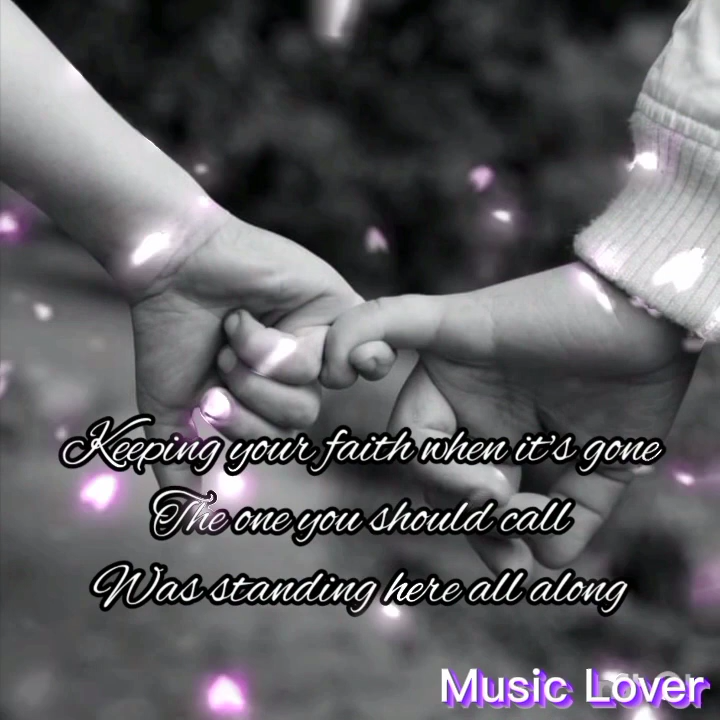 Keeping your faith when it's gone
The one you should call
Was standing here all along
Music Lover